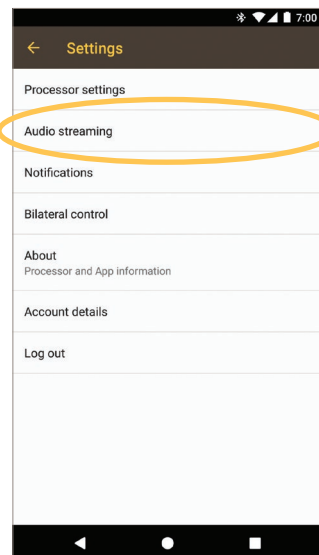 7:00
Settings
Processor settings
Audio streaming
Notifications
Bilateral control
About
Processor and App information
Account details
Log out